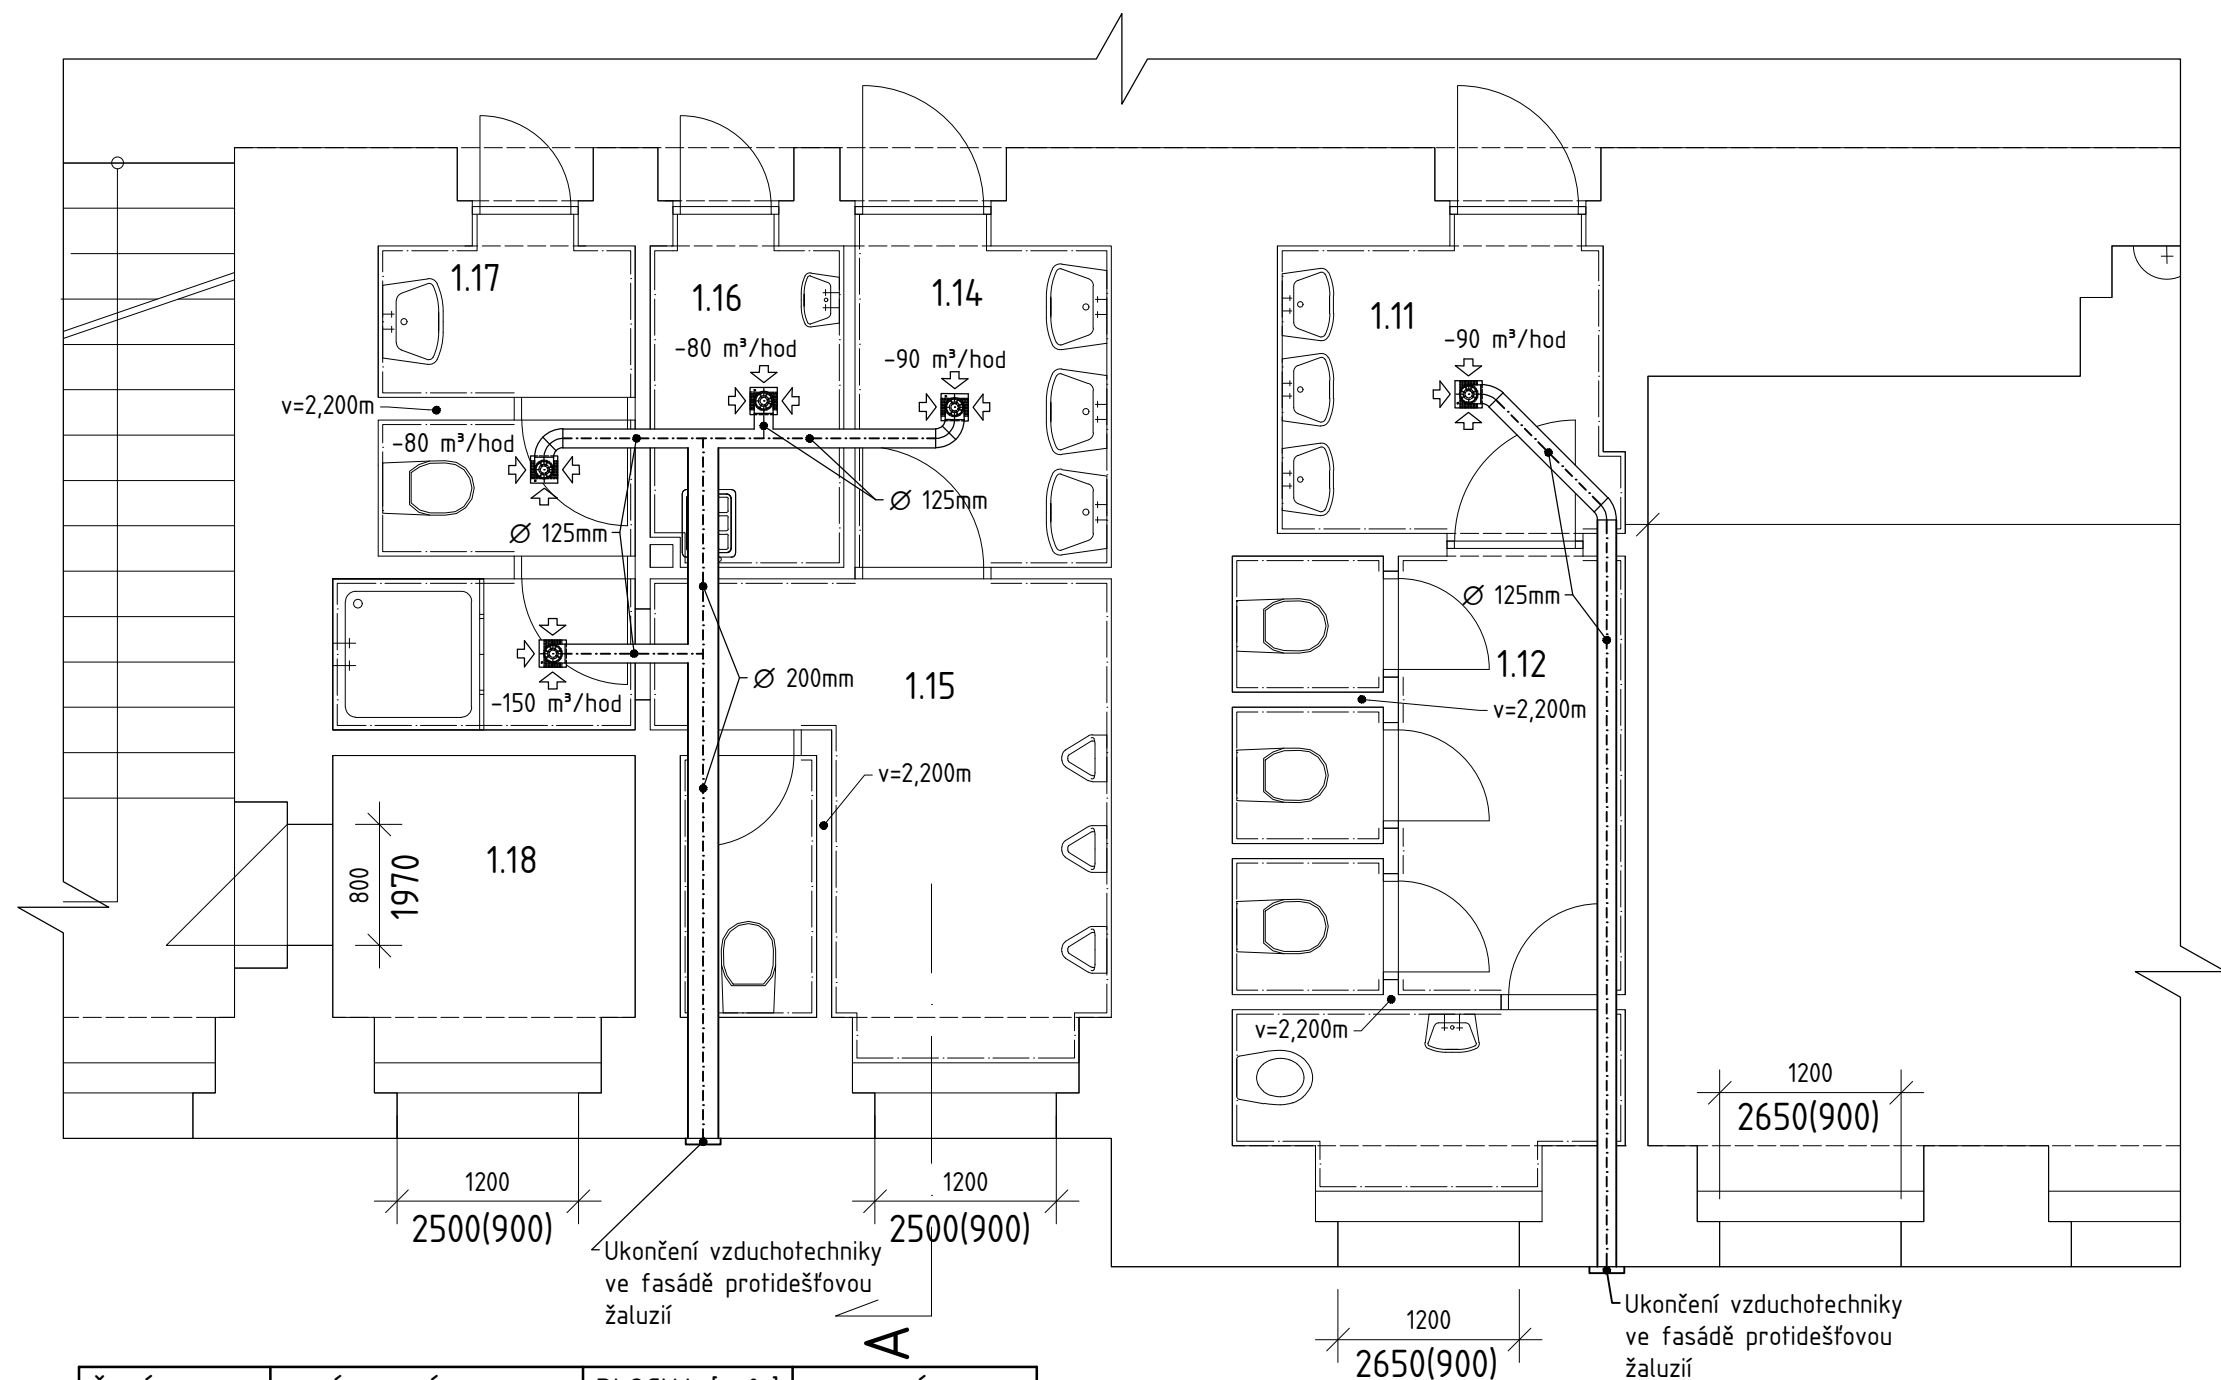 1.17
1.16
1.14
1.11
-80 m³/hod
-90 m³/hod
-90 m³/hod
v=2,200m
-80 m³/hod
Ø 125mm
Ø 125mm
Ø 125mm
1.12
Ø 200mm
1.15
-150 m³/hod
v=2,200m
v=2,200m
1.18
800
1970
v=2,200m
1200
2650(900)
1200
2500(900)
1200
2500(900)
Ukončení vzduchotechniky
ve fasádě protidešťovou
žaluzií
A
1200
2650(900)
Ukončení vzduchotechniky
ve fasádě protidešťovou
žaluzií